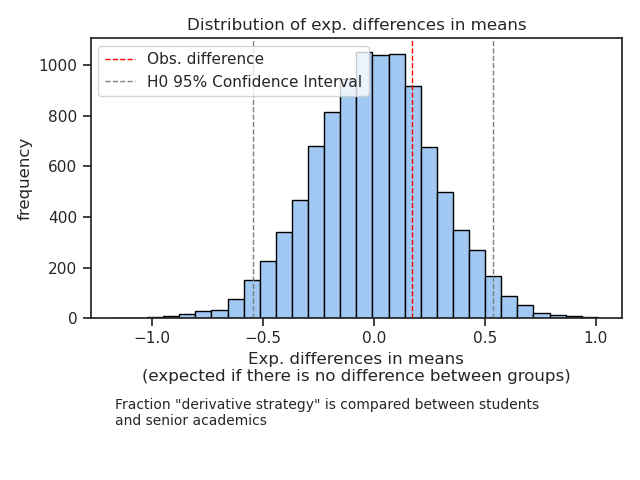 Distribution of exp. differences in means
Obs. difference
H0 95% Confidence Interval
frequency
1000
800
600
400
200
0
−1.0
−0.5
0.0
0.5
1.0
Exp. differences in means
(expected if there is no difference between groups)
Fraction "derivative strategy" is compared between students
and senior academics